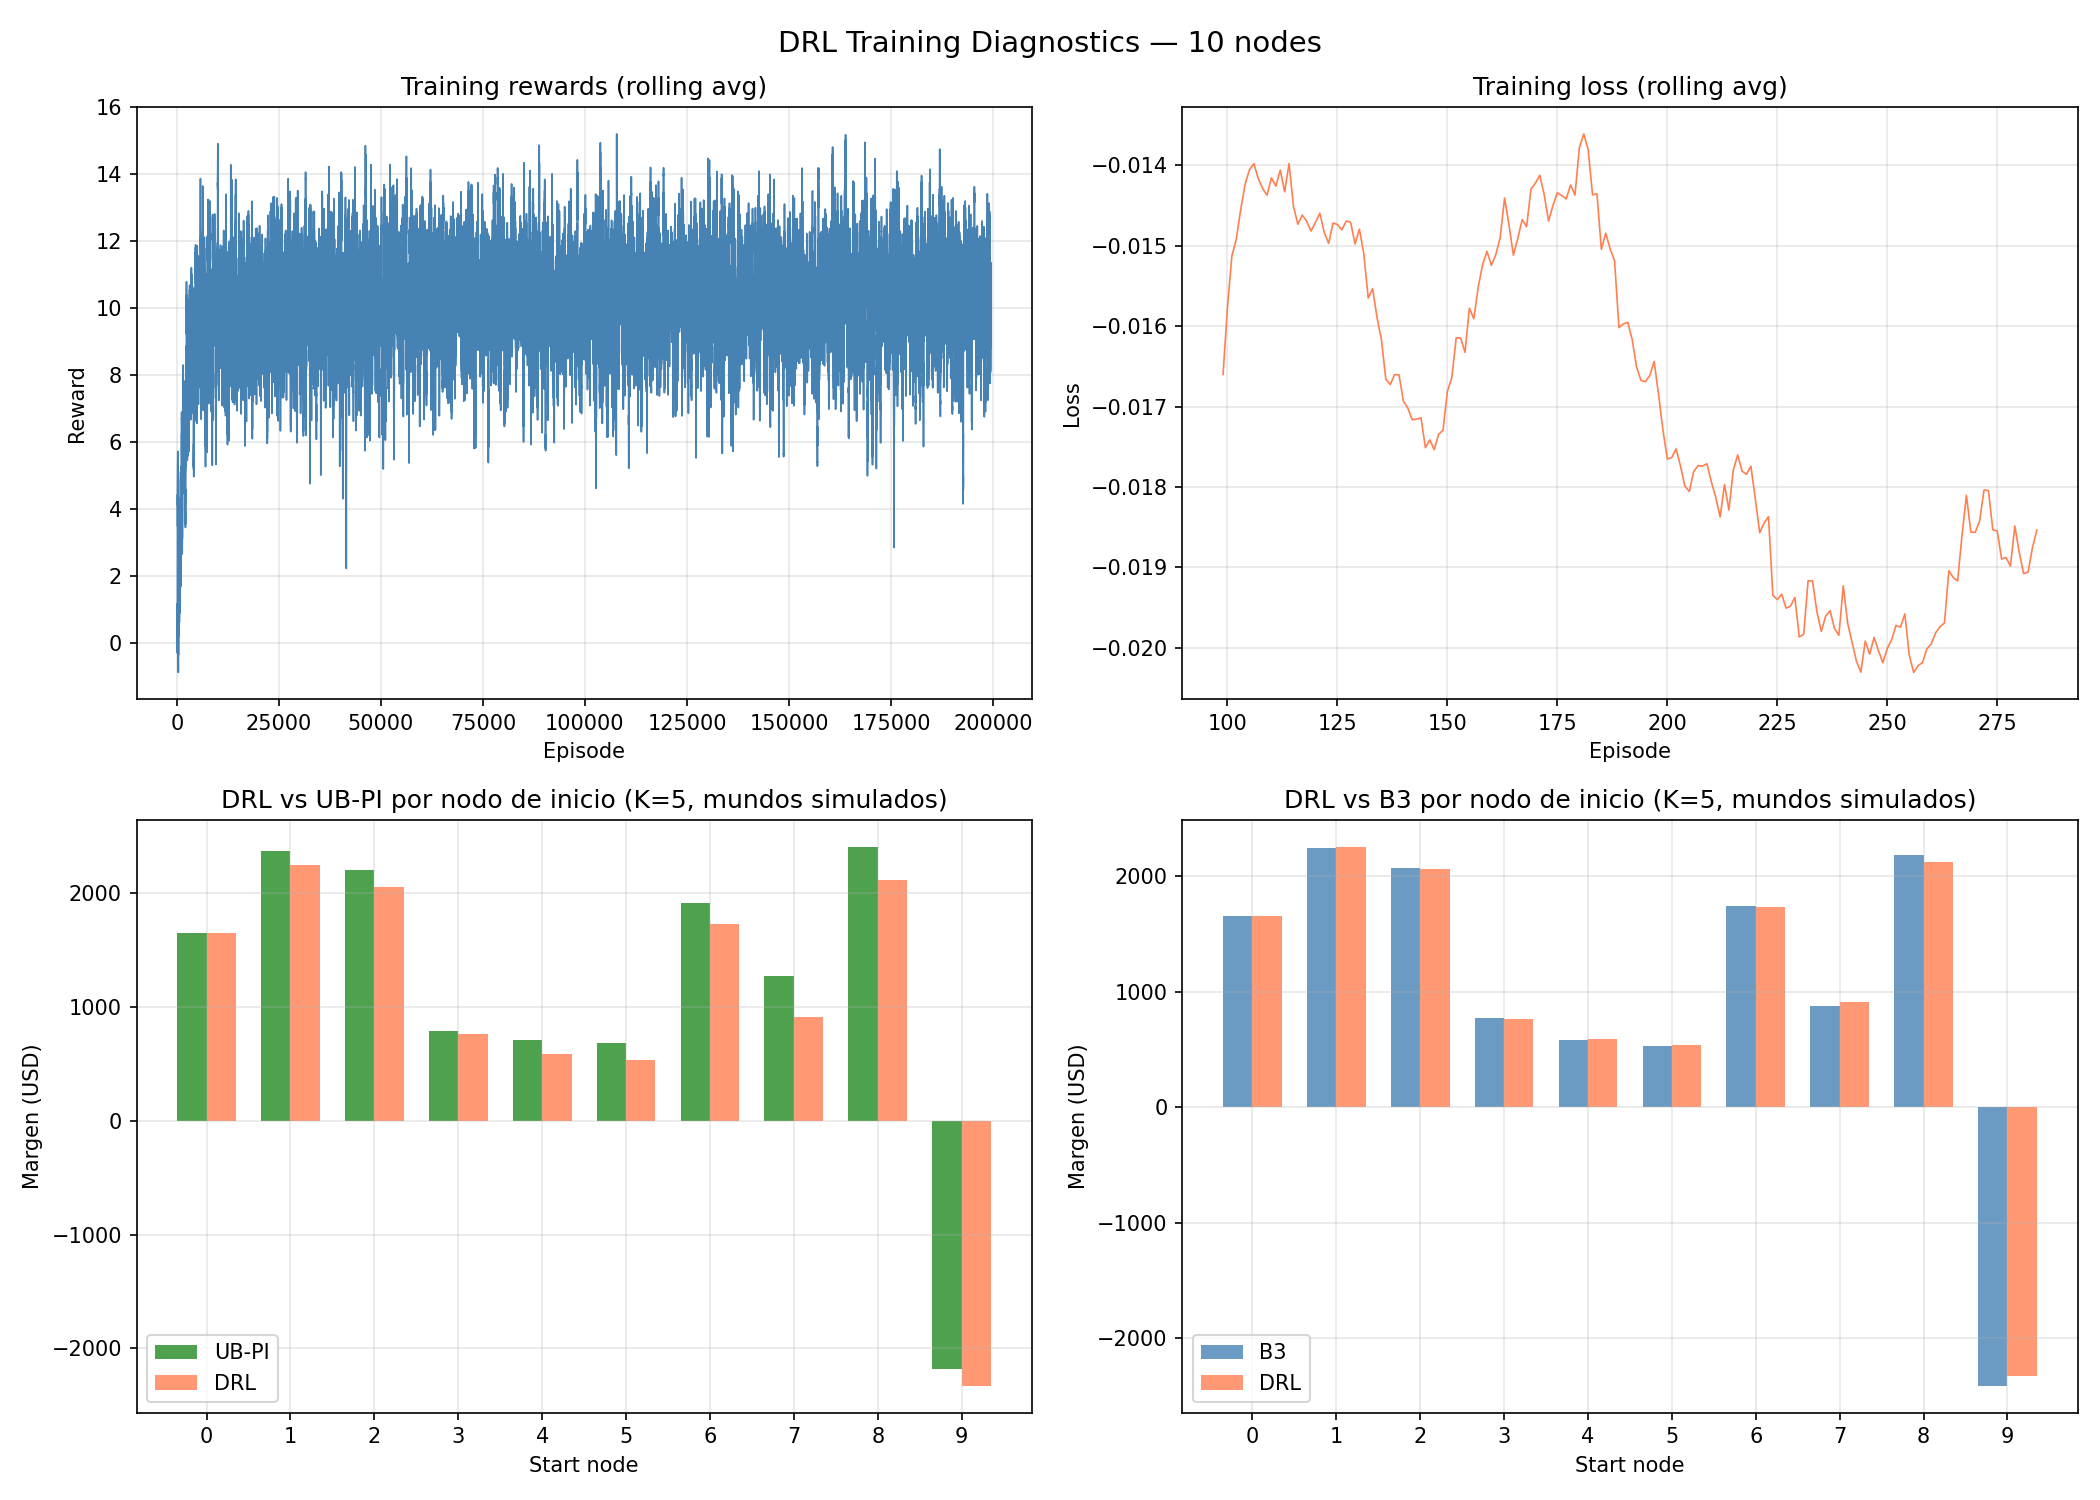 DRL Training Diagnostics — 10 nodes
Training rewards (rolling avg)
Reward
16
14
12
10
8
6
4
2
0
0 25000 50000 75000 100000 125000 150000 175000 200000
Episode
Training loss (rolling avg)
Loss
−0.014
−0.015
−0.016
−0.017
−0.018
−0.019
−0.020
100 125 150 175 200 225 250 275
Episode
DRL vs UB-PI por nodo de inicio (K=5, mundos simulados)
Margen (USD)
2000
1000
0
−1000
−2000
UB-PI
DRL
0 1 2 3 4 5 6 7 8 9
Start node
DRL vs B3 por nodo de inicio (K=5, mundos simulados)
Margen (USD)
2000
1000
0
−1000
−2000
B3
DRL
0 1 2 3 4 5 6 7 8 9
Start node